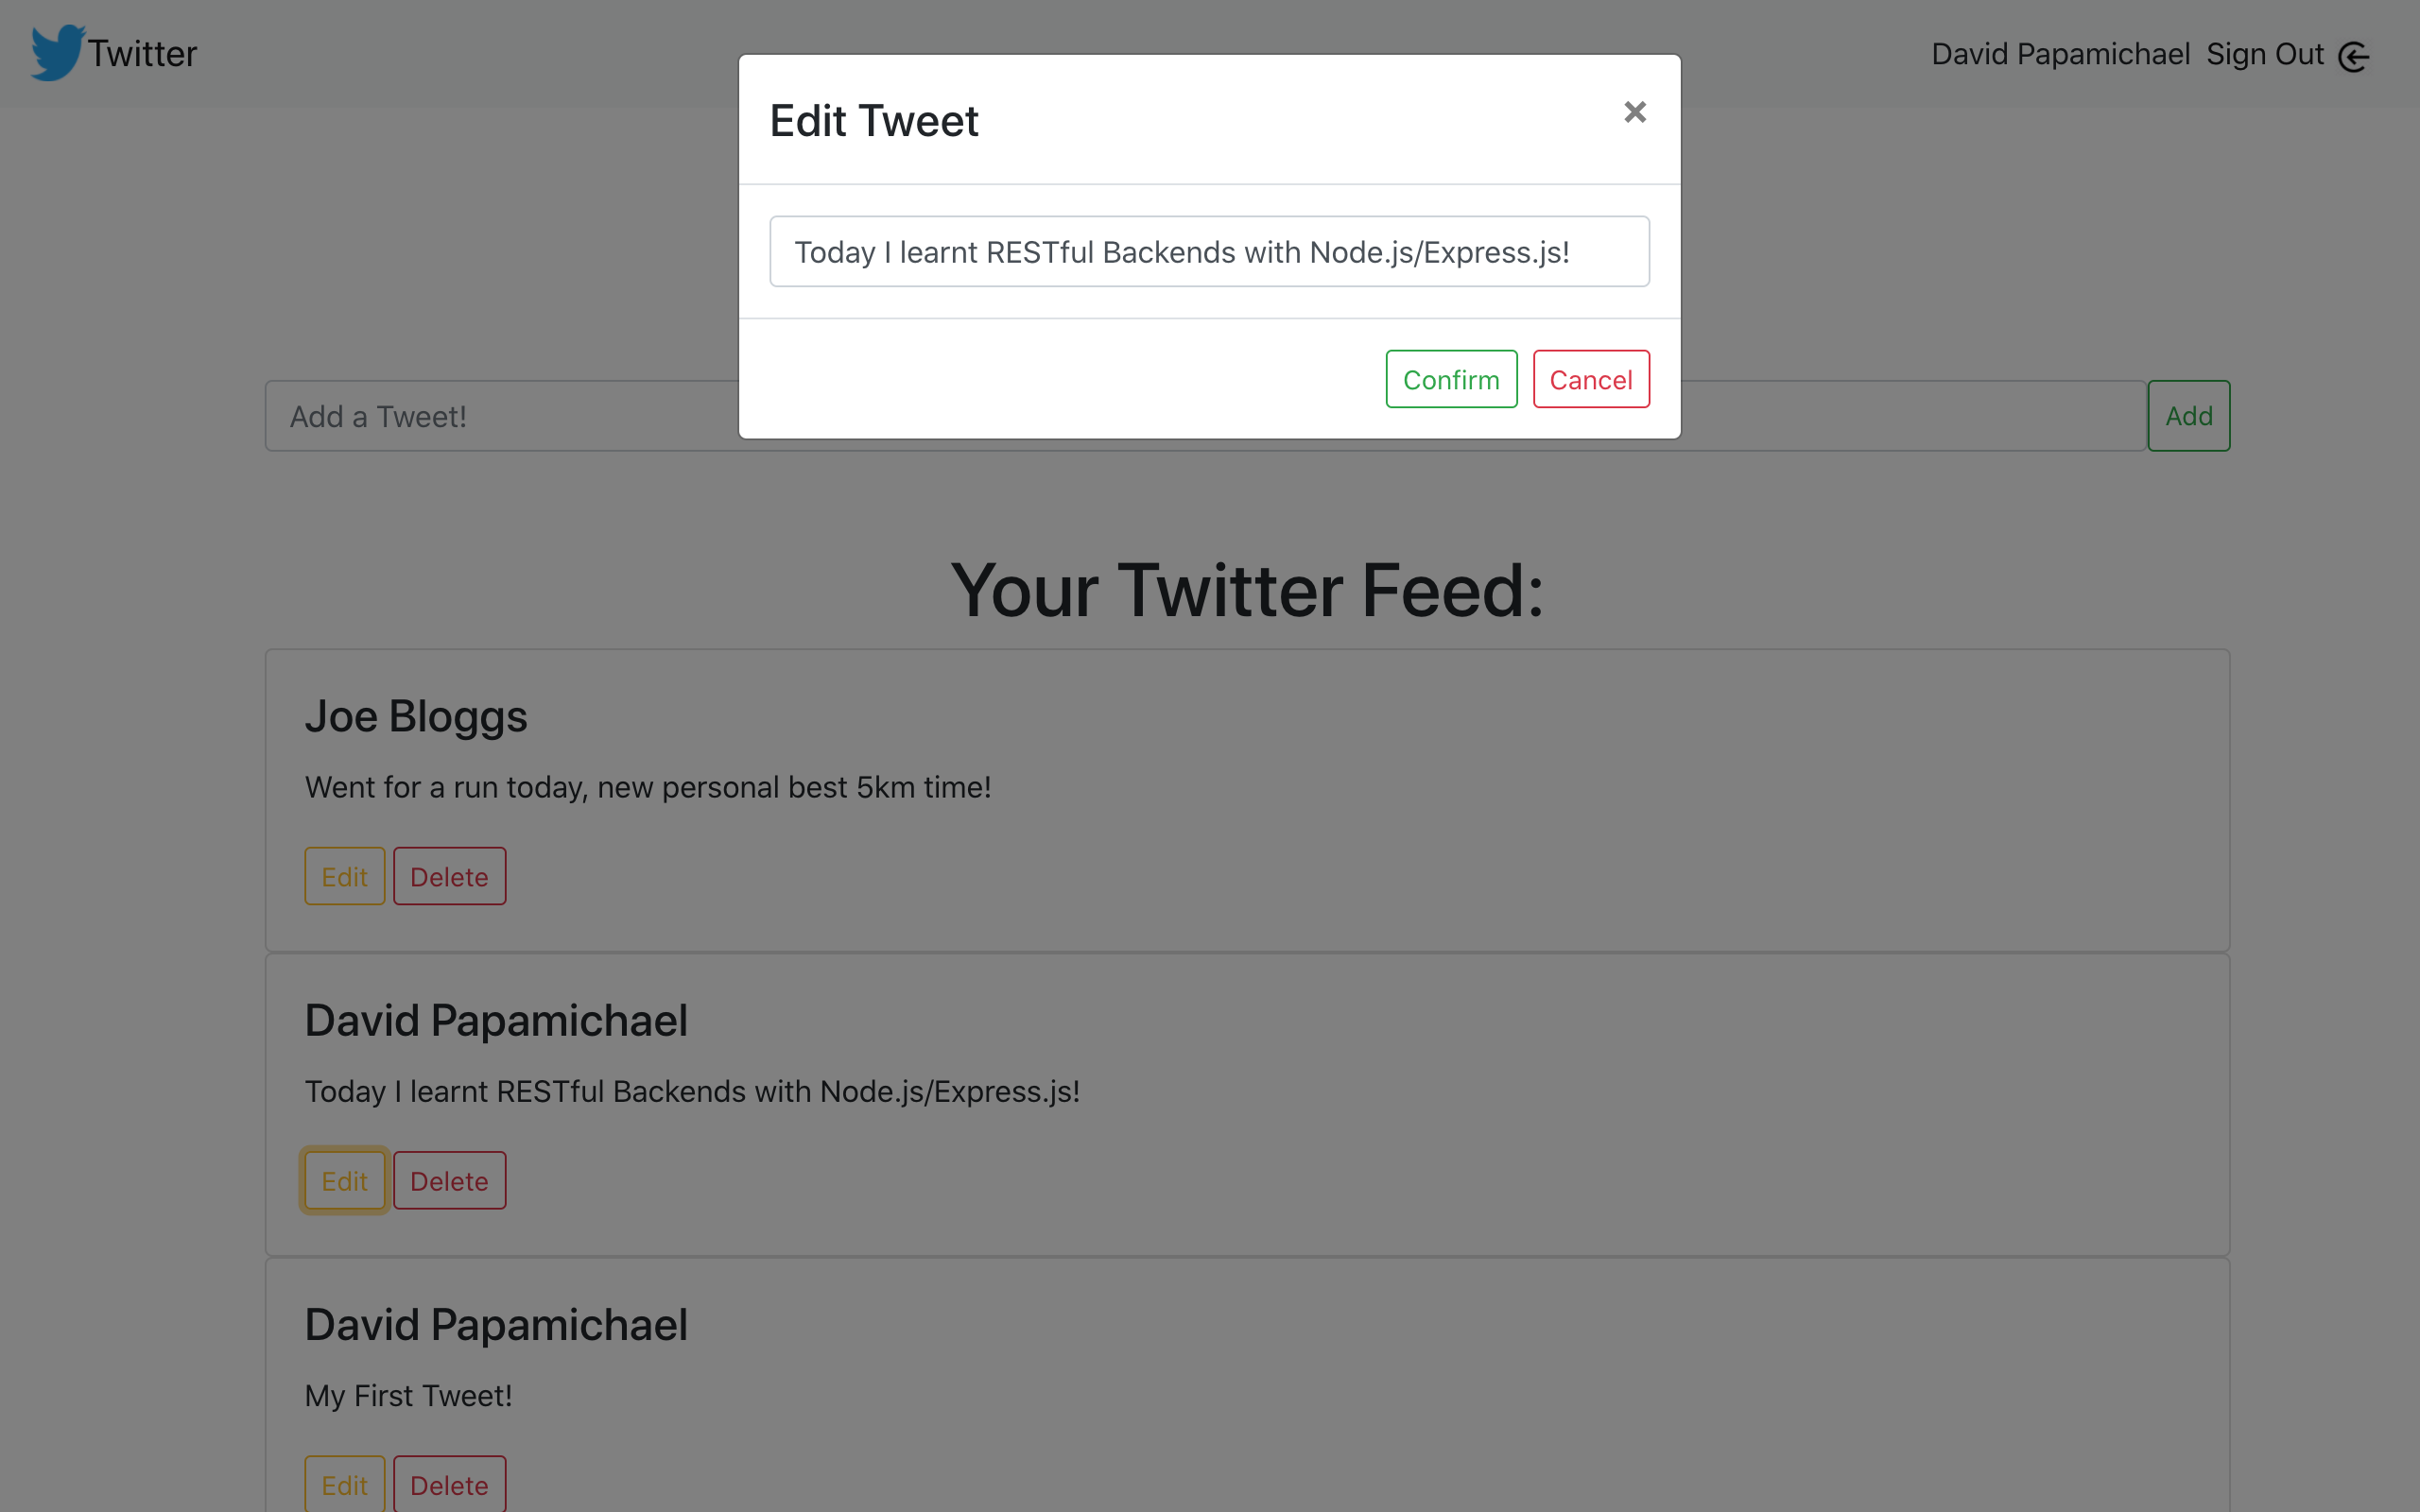 Twitter
David Papamichael Sign Out
Edit Tweet
×
Today I learnt RESTful Backends with Node.js/Express.js!
Confirm Cancel
Add a Tweet! Add
Your Twitter Feed:
Joe Bloggs
Went for a run today, new personal best 5km time!
Edit Delete
David Papamichael
Today I learnt RESTful Backends with Node.js/Express.js!
Edit Delete
David Papamichael
My First Tweet!
Edit Delete